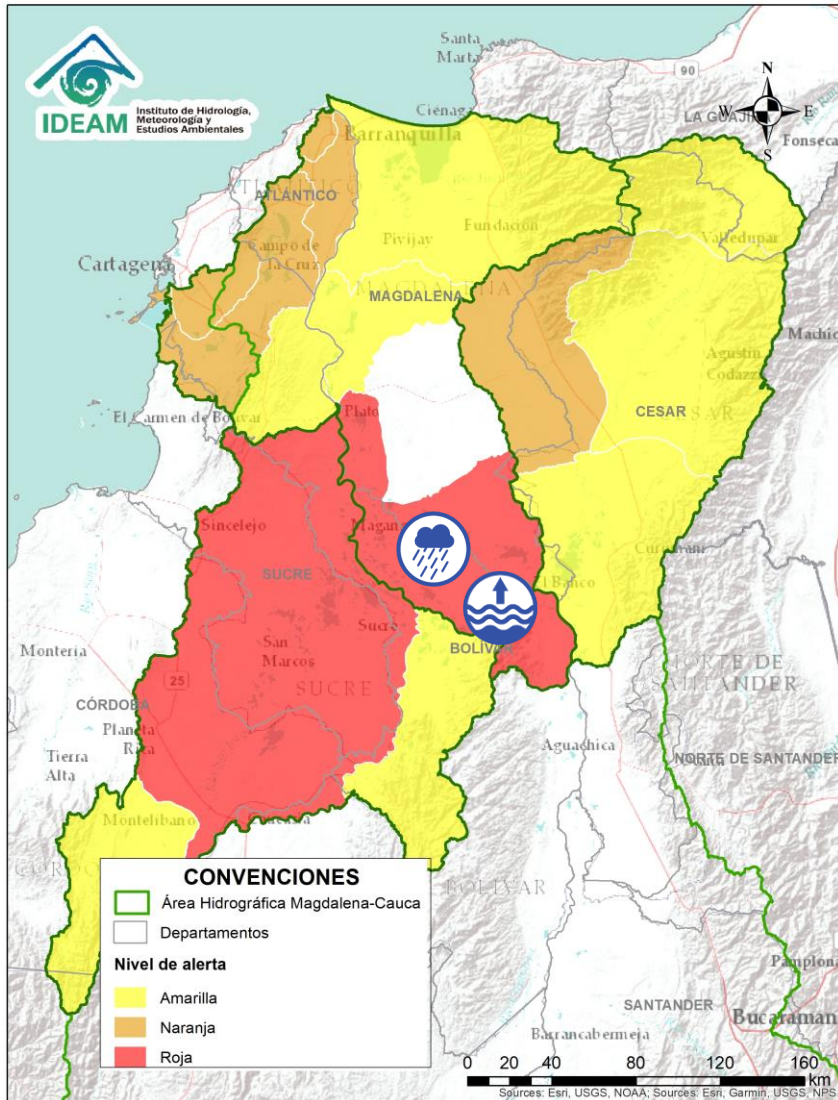 IDEAM
Instituto de Hidrología,
Meteorología y
Estudios Ambientales
Santa
Marta
90
N
W
E
S
LA GUAJI
Ciénaga
Barranquilla
Fonseca
ATLÁNTICO
Cartagena
Campo de
la Cruz
Pivijay
Fundación
Valledupar
MAGDALENA
Agustín
Codazzi
CESAR
El Carmen de Bolívar
Plato
Sincelejo
Magang
SUCRE
El Banco
Curumaní
Sucre
BOLÍVAR
Montería
San
Marcos
25
SUCRE
NORTE DE
SANTANDER
CÓRDOBA
Planeta
Rica
Tierra
Alta
Aguachica
NORTE DE SANTANDER
Montelíbano
Caucasia
BOLÍVAR
CONVENCIONES
Área Hidrográfica Magdalena-Cauca
Departamentos
Nivel de alerta
Amarilla
Naranja
Roja
Pamplona
SANTANDER
Bucaraman
Barrancabermeja
0 20 40 80 120 160
km
Sources: Esri, USGS, NOAA; Sources: Esri, Garmin, USGS, NPS